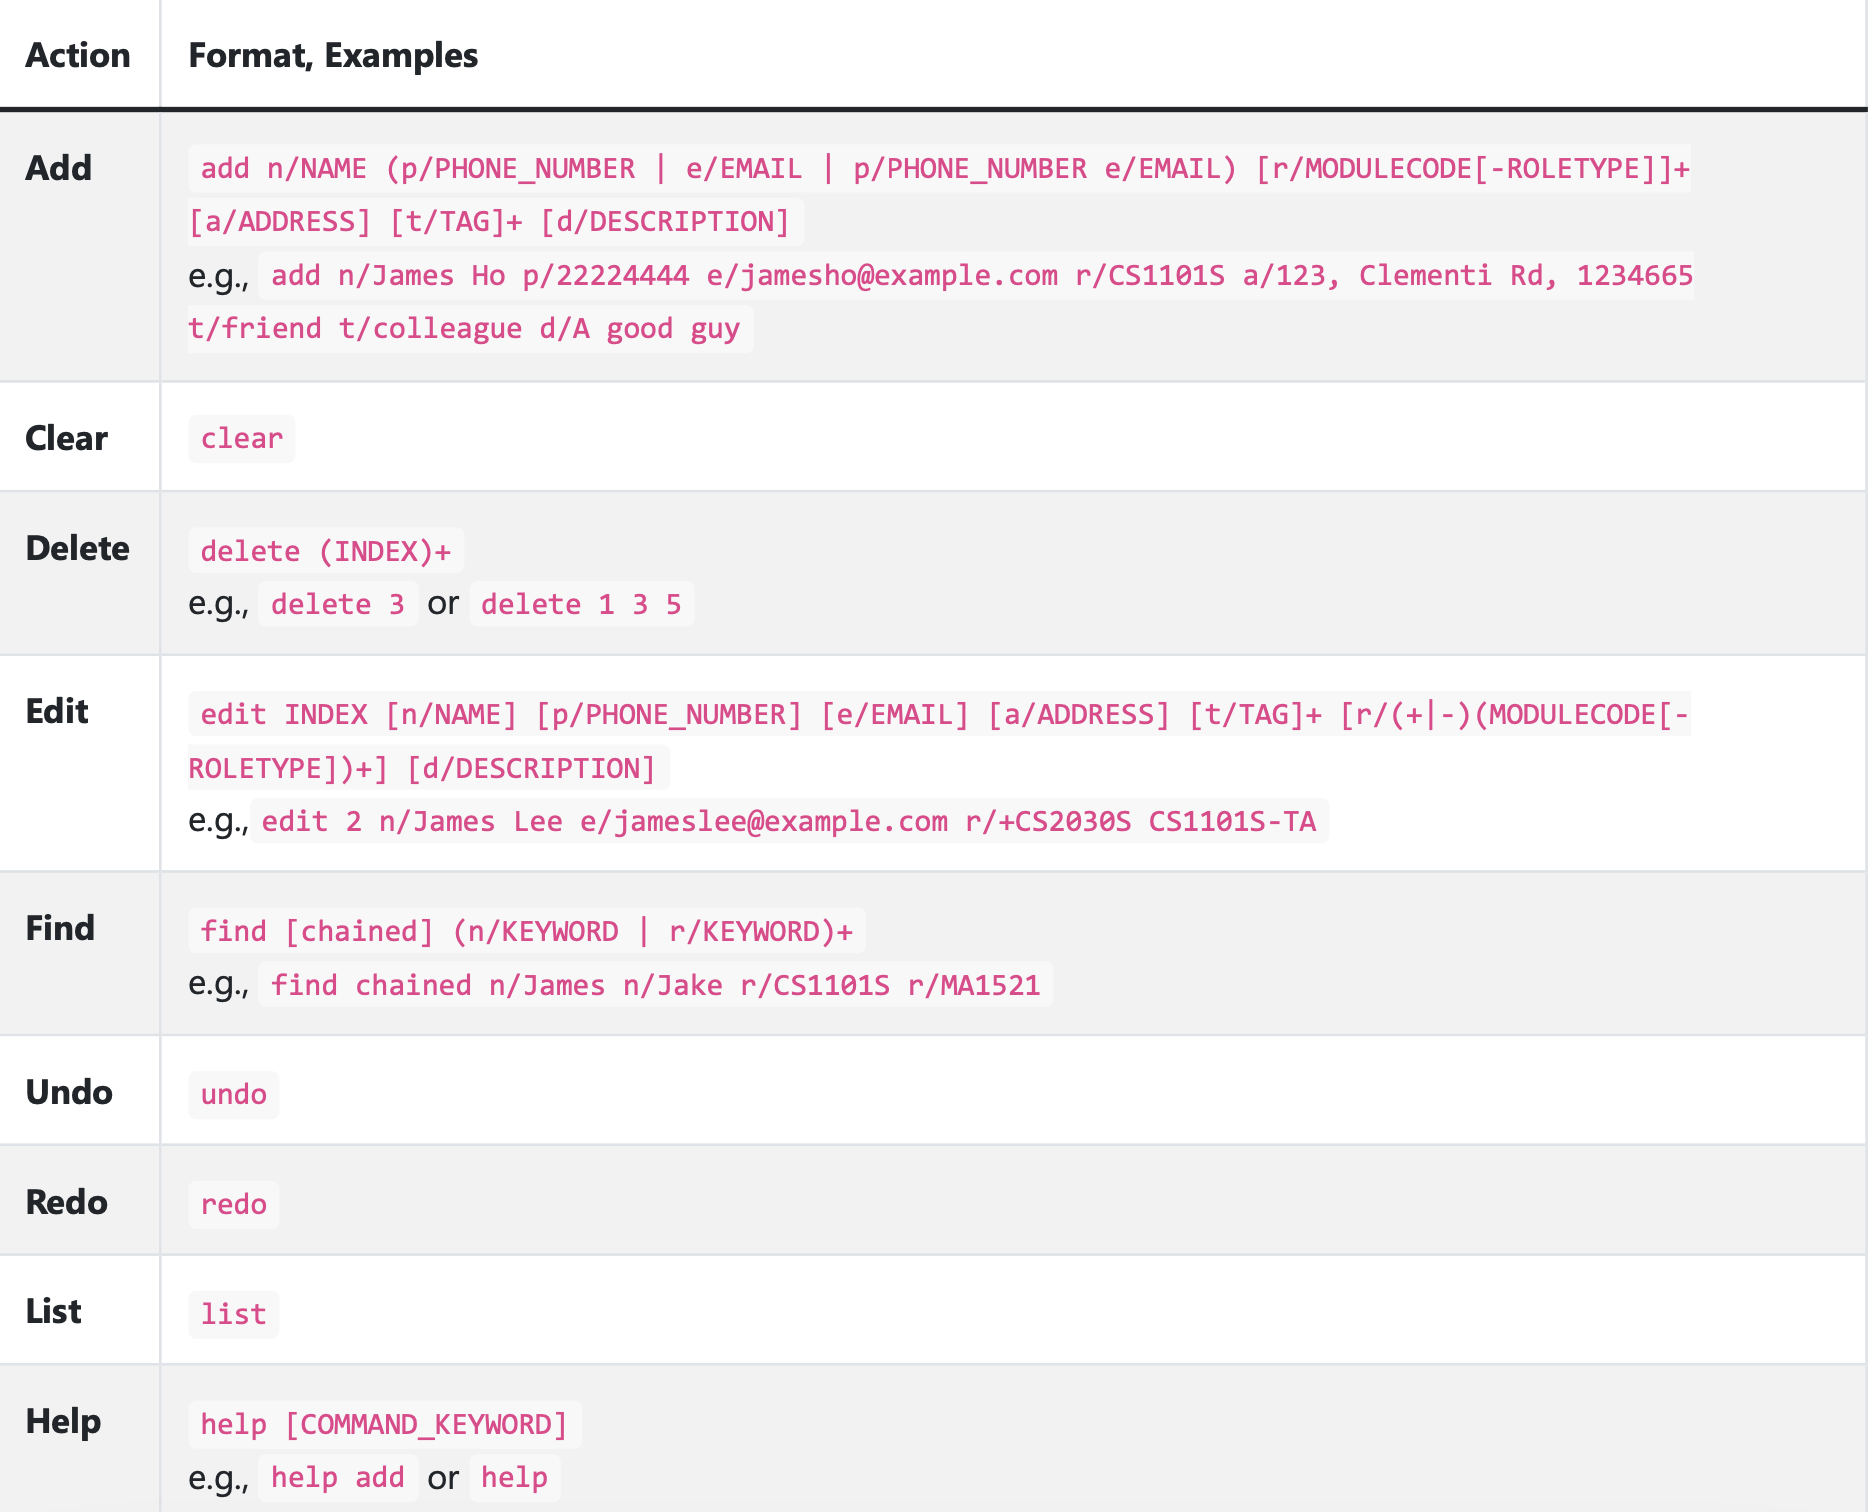 Action Format, Examples
Add add n/NAME (p/PHONE_NUMBER | e/EMAIL | p/PHONE_NUMBER e/EMAIL) [r/MODULECODE[-ROLETYPE]]+
[a/ADDRESS] [t/TAG]+ [d/DESCRIPTION]
e.g., add n/James Ho p/22224444 e/jamesho@example.com r/CS1101S a/123, Clementi Rd, 1234665
t/friend t/colleague d/A good guy
Clear clear
Delete delete (INDEX)+
e.g., delete 3 or delete 1 3 5
Edit edit INDEX [n/NAME] [p/PHONE_NUMBER] [e/EMAIL] [a/ADDRESS] [t/TAG]+ [r/(+|-)(MODULECODE[-
ROLETYPE])+] [d/DESCRIPTION]
e.g., edit 2 n/James Lee e/jameslee@example.com r/+CS2030S CS1101S-TA
Find find [chained] (n/KEYWORD | r/KEYWORD)+
e.g., find chained n/James n/Jake r/CS1101S r/MA1521
Undo undo
Redo redo
List list
Help help [COMMAND_KEYWORD]
e.g., help add or help